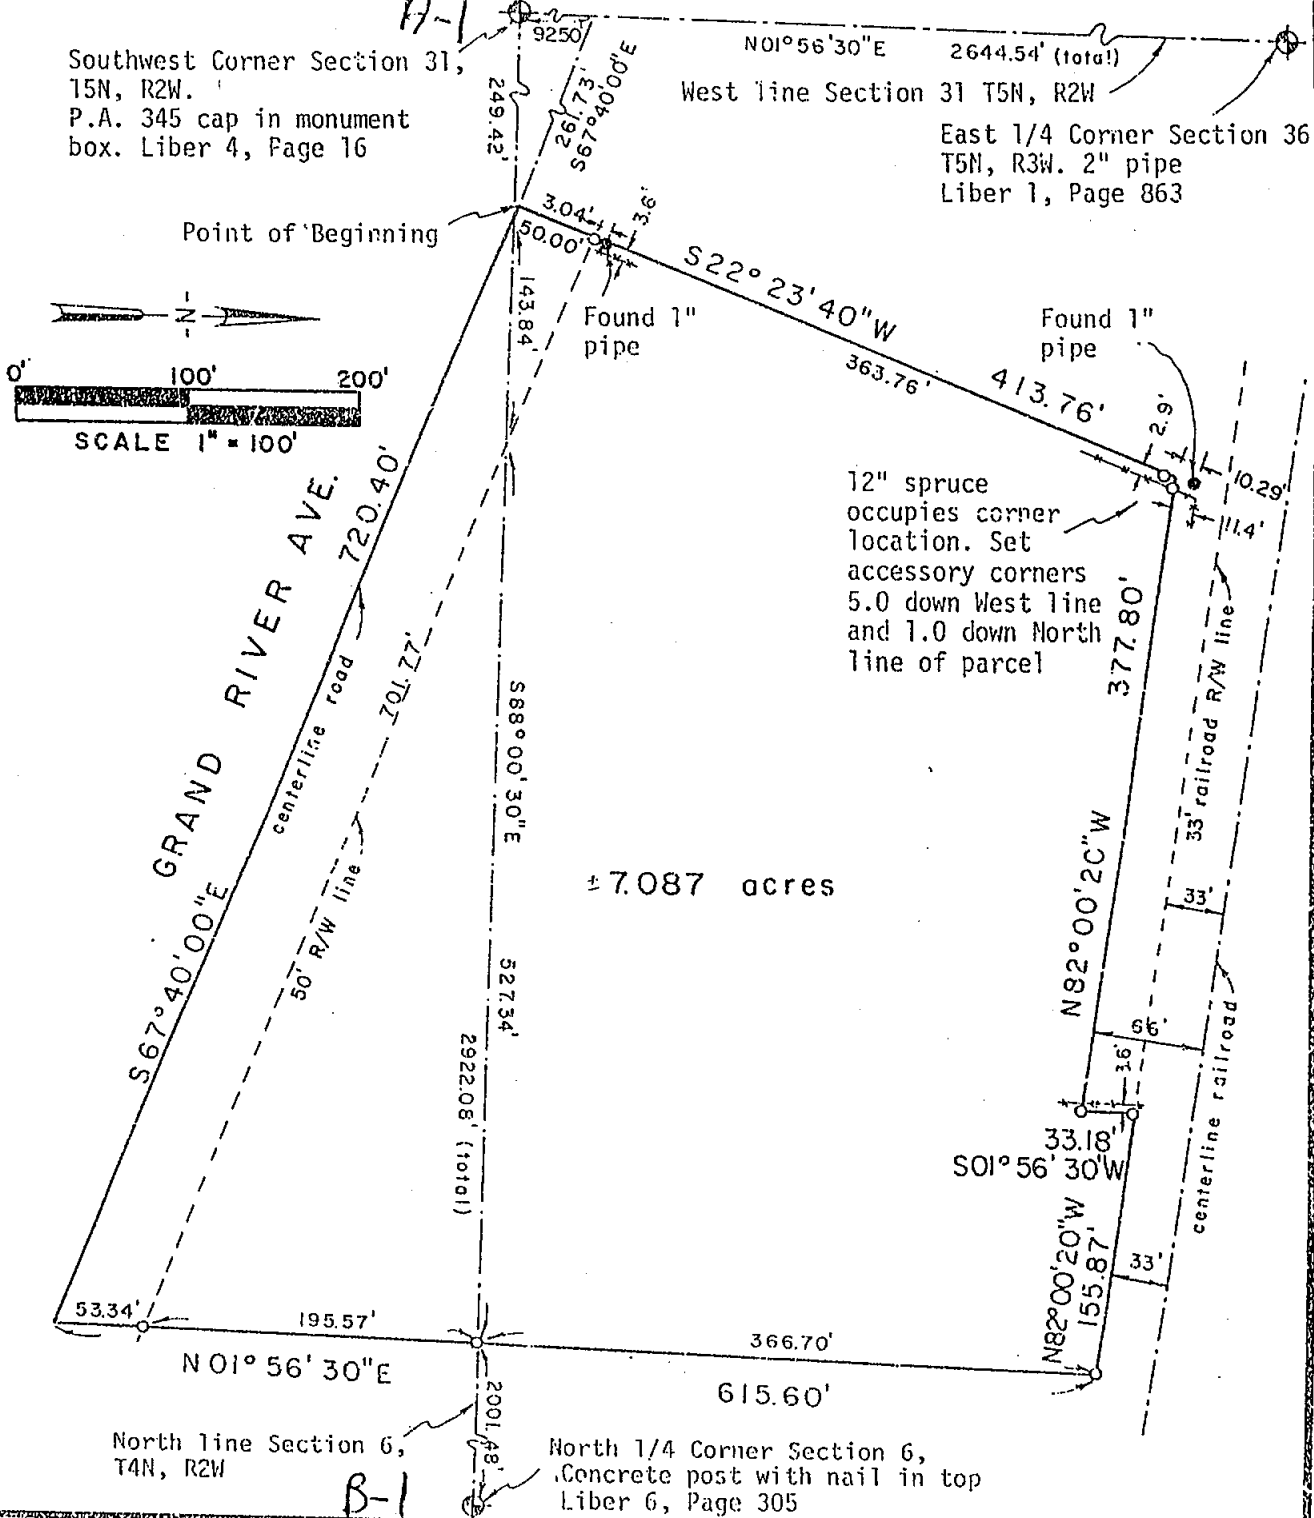 A-1
9250
N01°56'30"E
2644.54' (total)
Southwest Corner Section 31,
15N, R2W.
P.A. 345 cap in monument
box. Liber 4, Page 16
249.42'
261.73'
S67°40'00"E
West line Section 31 T5N, R2W
East 1/4 Corner Section 36
T5N, R3W. 2" pipe
Liber 1, Page 863
Point of Beginning
3.04'
3.6'
50.00'
S22°23'40"W
363.76'
413.76'
143.84'
Found 1"
pipe
Found 1"
pipe
N
0'
100'
200'
SCALE 1" = 100'
2.9'
10.29'
11.4'
12" spruce
occupies corner
location. Set
accessory corners
5.0 down West line
and 1.0 down North
line of parcel
GRAND RIVER AVE.
720.40'
centerline road
701.77'
S67°40'00"E
50' R/W line
S88°00'30"E
527.34'
2922.08' (total)
±7.087 acres
377.80'
N82°00'20"W
33' railroad R/W line
33'
66'
3.6'
centerline railroad
33.18'
S01°56'30"W
N82°00'20"W
155.87'
33'
53.34'
195.57'
366.70'
N01°56'30"E
615.60'
2001.48'
North line Section 6,
T4N, R2W
B-1
North 1/4 Corner Section 6,
Concrete post with nail in top
Liber 6, Page 305